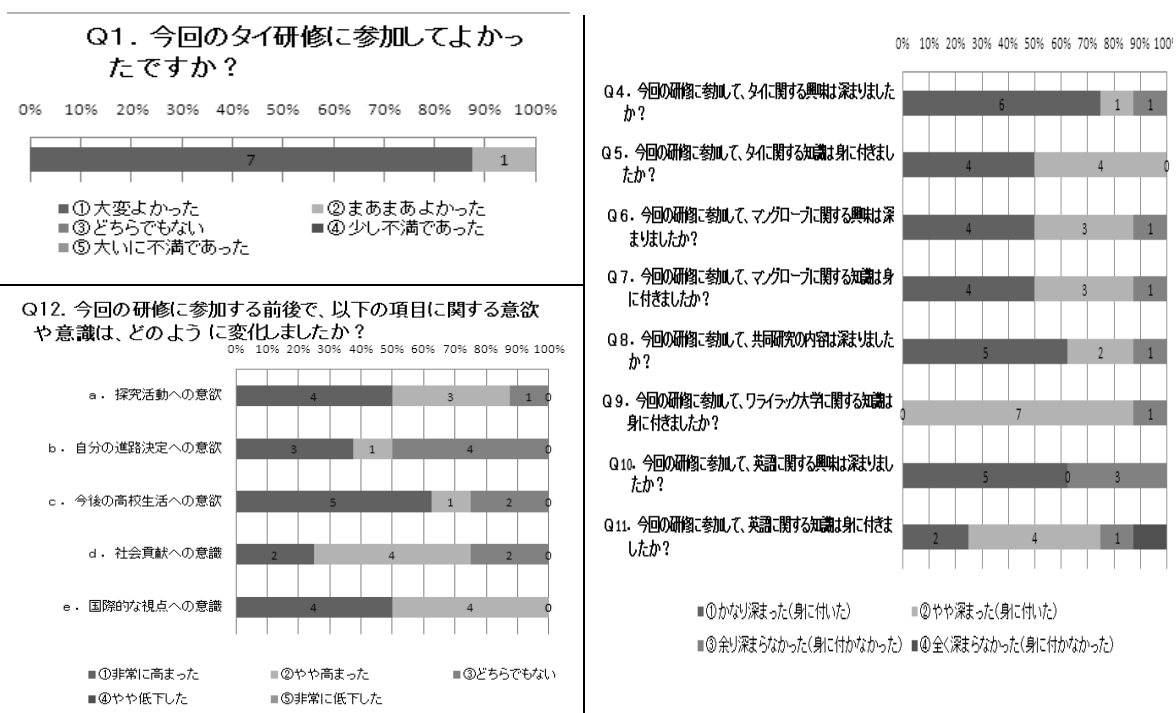 Q1．今回のタイ研修に参加してよかっ
たですか？
0% 10% 20% 30% 40% 50% 60% 70% 80% 90% 100%
7 1
■①大変よかった ■②まあまあよかった
■③どちらでもない ■④少し不満であった
■⑤大いに不満であった
Q12．今回の研修に参加する前後で、以下の項目に関する意欲
や意識は、どのように変化しましたか？
0% 10% 20% 30% 40% 50% 60% 70% 80% 90% 100%
a．探究活動への意欲 4 3 1 0
b．自分の進路決定への意欲 3 1 4 0
c．今後の高校生活への意欲 5 1 2 0
d．社会貢献への意識 2 4 2 0
e．国際的な視点への意識 4 4 0
■①非常に高まった ■②やや高まった ■③どちらでもない
■④やや低下した ■⑤非常に低下した
0% 10% 20% 30% 40% 50% 60% 70% 80% 90% 100%
Q4．今回の研修に参加して、タイに関する興味は深まりました
か？
6 1 1
Q5．今回の研修に参加して、タイに関する知識は身に付きまし
たか？
4 4 0
Q6．今回の研修に参加して、マングローブに関する興味は深
まりましたか？
4 3 1
Q7．今回の研修に参加して、マングローブに関する知識は身
に付きましたか？
4 3 1
Q8．今回の研修に参加して、共同研究の内容は深まりました
か？
5 2 1
Q9．今回の研修に参加して、ワライラック大学に関する知識は
身に付きましたか？
0 7 1
Q10．今回の研修に参加して、英語に関する興味は深まりまし
たか？
5 0 3
Q11．今回の研修に参加して、英語に関する知識は身に付きま
したか？
2 4 1
■①かなり深まった(身に付いた) ■②やや深まった(身に付いた)
■③余り深まらなかった(身に付かなかった) ■④全く深まらなかった(身に付かなかった)